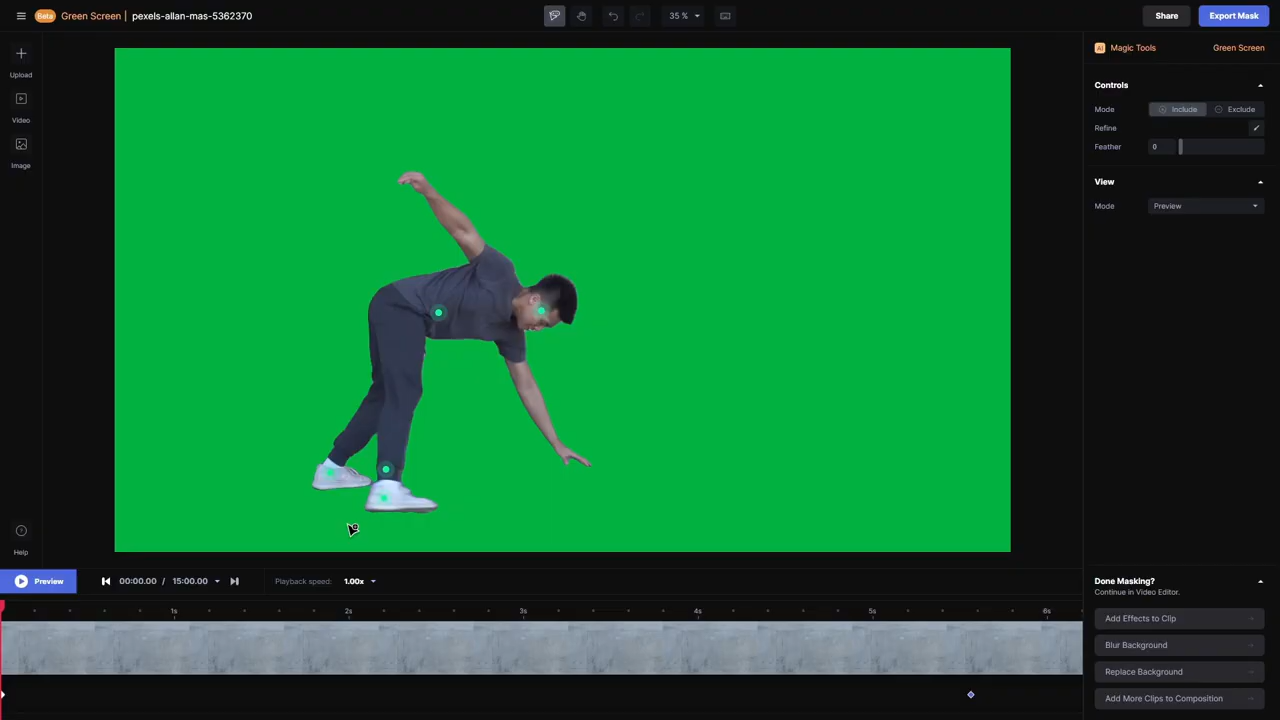 Beta Green Screen | pexels-allan-mas-5362370 35 % Share Export Mask
Upload
Video
Image
Help
AI Magic Tools Green Screen
Controls
Mode Include Exclude
Refine
Feather 0
View
Mode Preview
Done Masking?
Continue in Video Editor.
Add Effects to Clip →
Blur Background →
Replace Background →
Add More Clips to Composition →
Preview 00:00.00 / 15:00.00 Playback speed: 1.00x
1s 2s 3s 4s 5s 6s